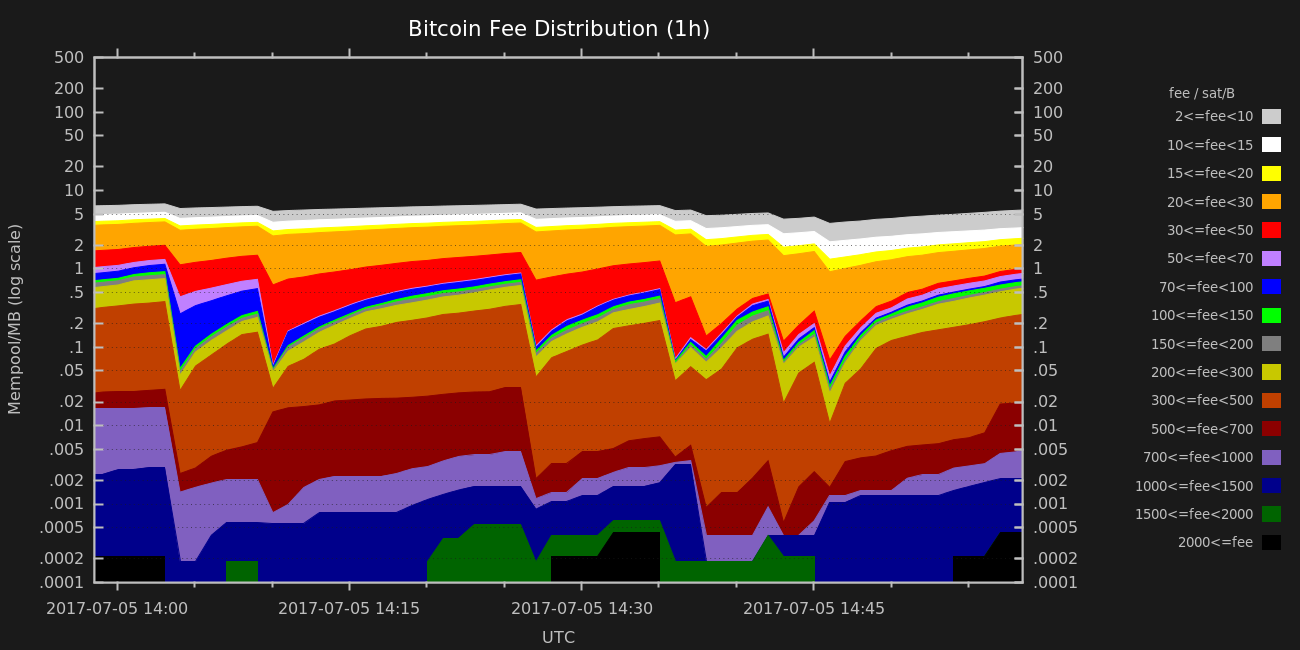 Bitcoin Fee Distribution (1h)
500 500
200 200
100 100
50 50
20 20
10 10
5 5
2 2
1 1
.5 .5
.2 .2
.1 .1
.05 .05
.02 .02
.01 .01
.005 .005
.002 .002
.001 .001
.0005 .0005
.0002 .0002
.0001 .0001
Mempool/MB (log scale)
2017-07-05 14:00 2017-07-05 14:15 2017-07-05 14:30 2017-07-05 14:45
UTC
fee / sat/B
2<=fee<10
10<=fee<15
15<=fee<20
20<=fee<30
30<=fee<50
50<=fee<70
70<=fee<100
100<=fee<150
150<=fee<200
200<=fee<300
300<=fee<500
500<=fee<700
700<=fee<1000
1000<=fee<1500
1500<=fee<2000
2000<=fee